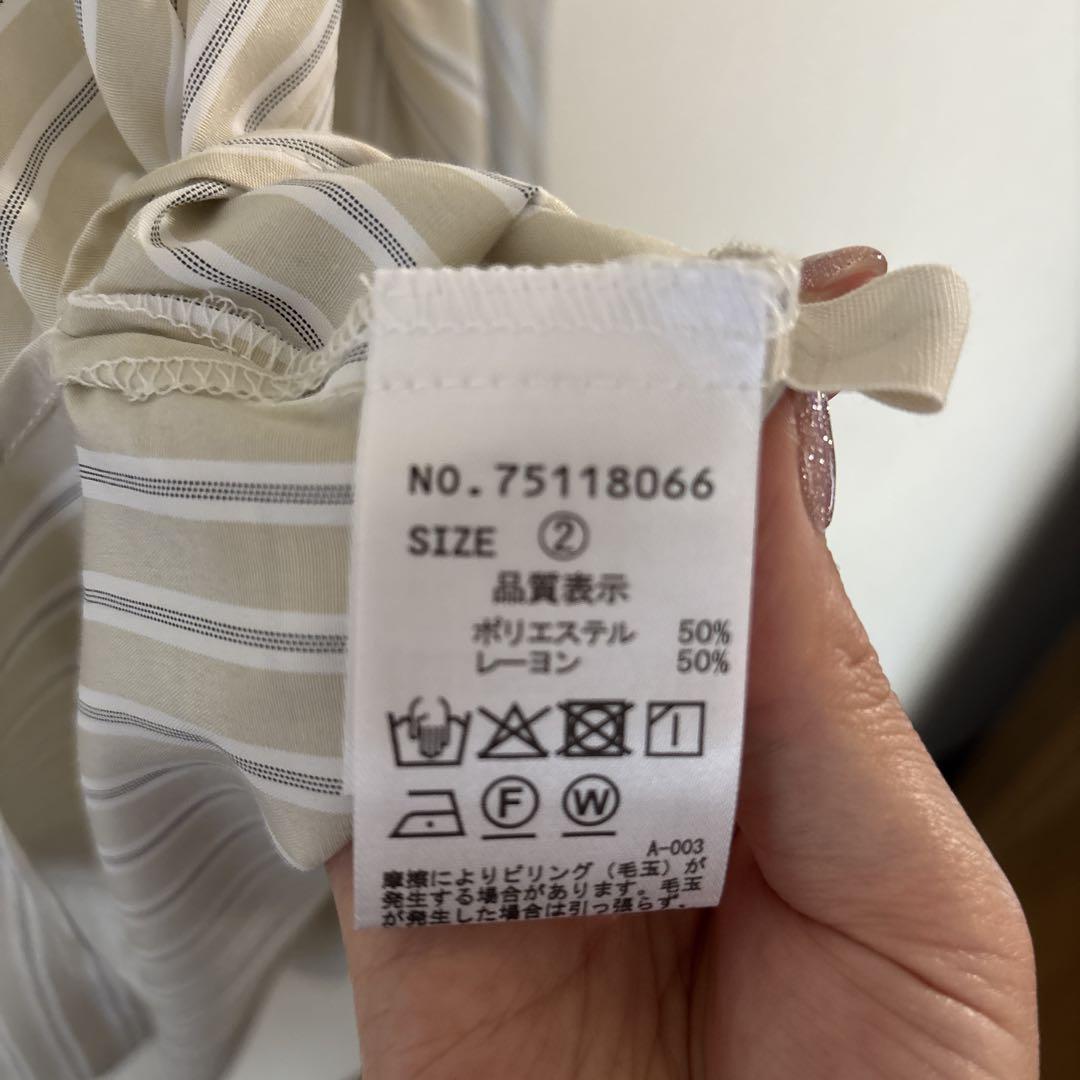 NO.75118066
SIZE ②
品質表示
ポリエステル 50%
レーヨン 50%
F W
A-003
摩擦によりピリング(毛玉)が
発生する場合があります。毛玉
が発生した場合は引っ張らず、